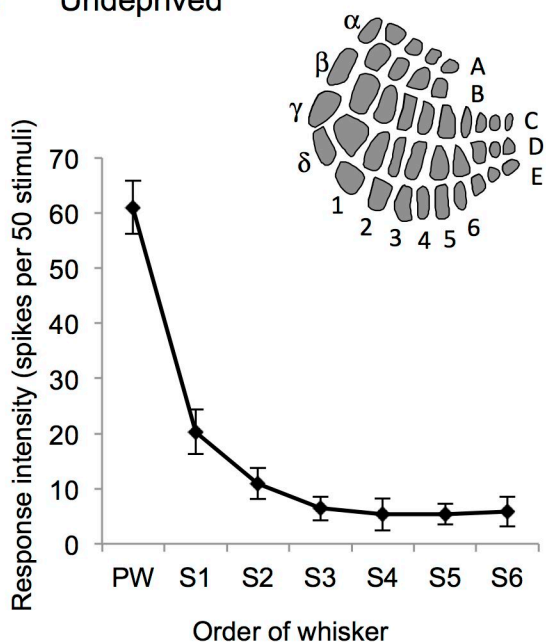 Undeprived
α
β
γ
δ
A
B
C
D
E
1
2
3
4
5
6
Response intensity (spikes per 50 stimuli)
70
60
50
40
30
20
10
0
PW S1 S2 S3 S4 S5 S6
Order of whisker